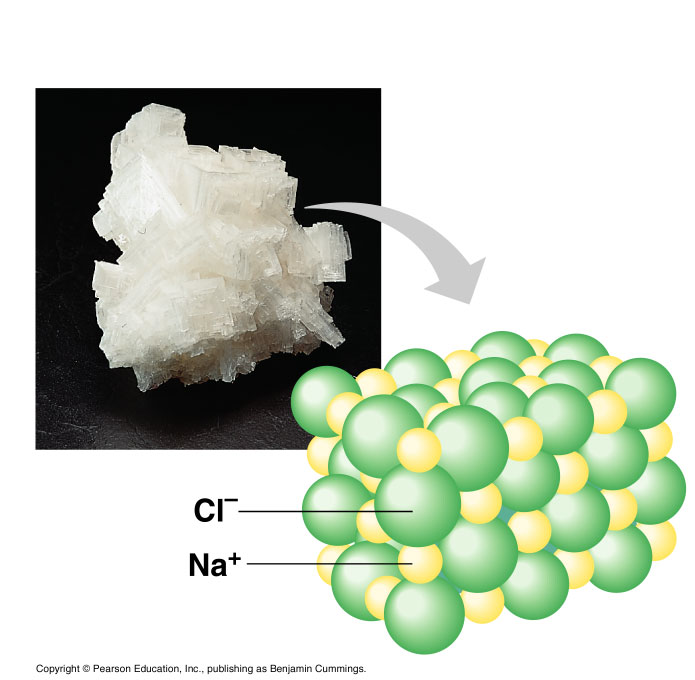 Cl⁻
Na⁺
Copyright © Pearson Education, Inc., publishing as Benjamin Cummings.